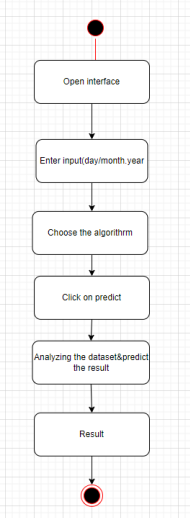 Open interface
Enter input(day/month.year
Choose the algorithrm
Click on predict
Analyzing the dataset&predict
the result
Result